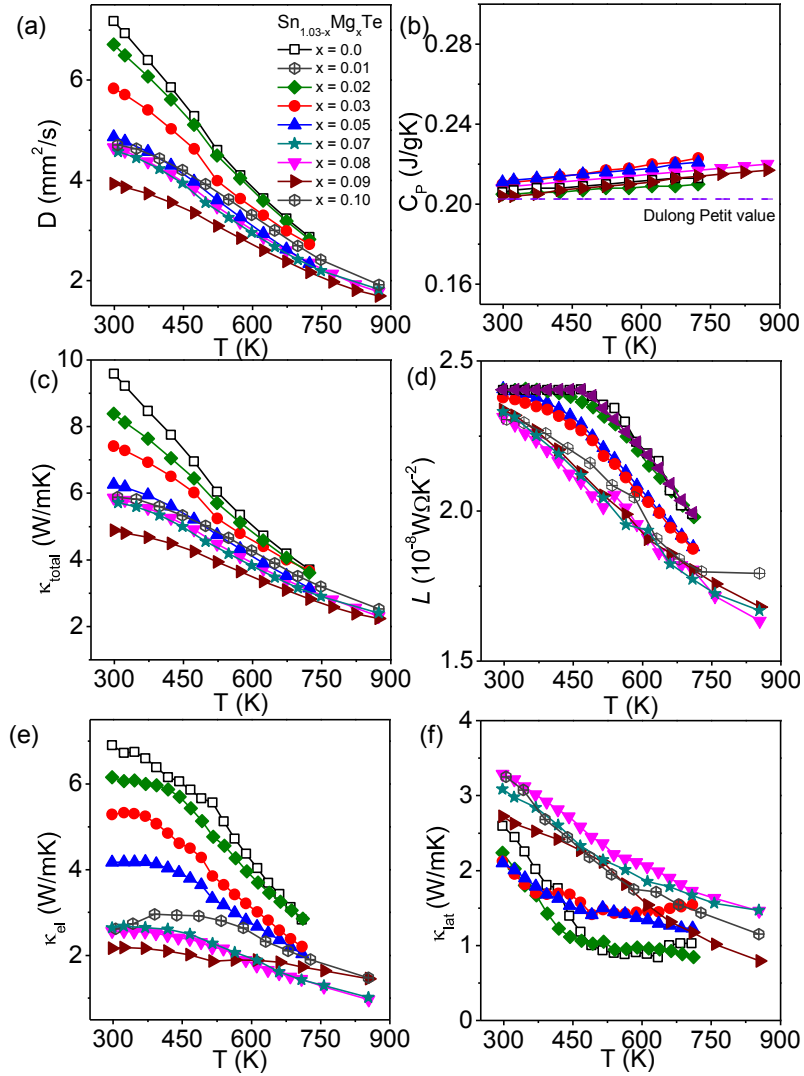 (a)
Sn1.03-xMgxTe
x = 0.0
x = 0.01
x = 0.02
x = 0.03
x = 0.05
x = 0.07
x = 0.08
x = 0.09
x = 0.10
D (mm²/s)
6
4
2
300 450 600 750 900
T (K)
(b)
CP (J/gK)
0.28
0.24
0.20
0.16
Dulong Petit value
300 450 600 750 900
T (K)
(c)
κtotal (W/mK)
10
8
6
4
2
300 450 600 750 900
T (K)
(d)
L (10⁻⁸WΩK⁻²)
2.5
2.0
1.5
300 450 600 750 900
T (K)
(e)
κel (W/mK)
6
4
2
300 450 600 750 900
T (K)
(f)
κlat (W/mK)
4
3
2
1
0
300 450 600 750 900
T (K)